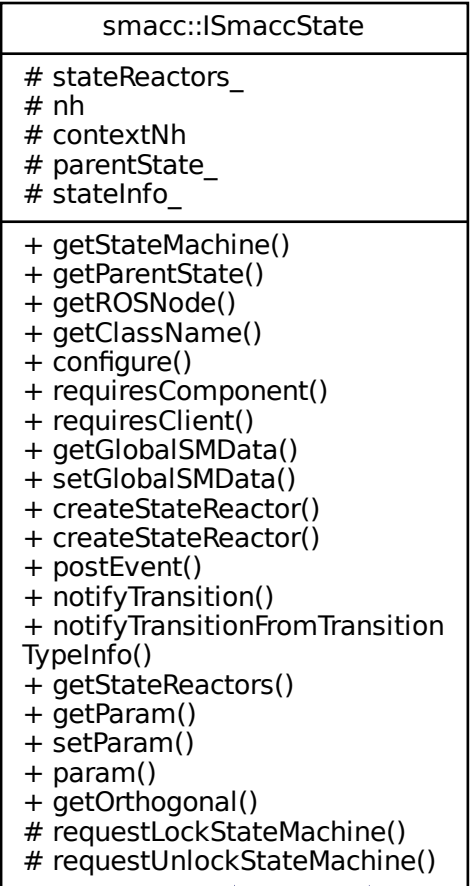 smacc::ISmaccState
# stateReactors_
# nh
# contextNh
# parentState_
# stateInfo_
+ getStateMachine()
+ getParentState()
+ getROSNode()
+ getClassName()
+ configure()
+ requiresComponent()
+ requiresClient()
+ getGlobalSMData()
+ setGlobalSMData()
+ createStateReactor()
+ createStateReactor()
+ postEvent()
+ notifyTransition()
+ notifyTransitionFromTransition
TypeInfo()
+ getStateReactors()
+ getParam()
+ setParam()
+ param()
+ getOrthogonal()
# requestLockStateMachine()
# requestUnlockStateMachine()